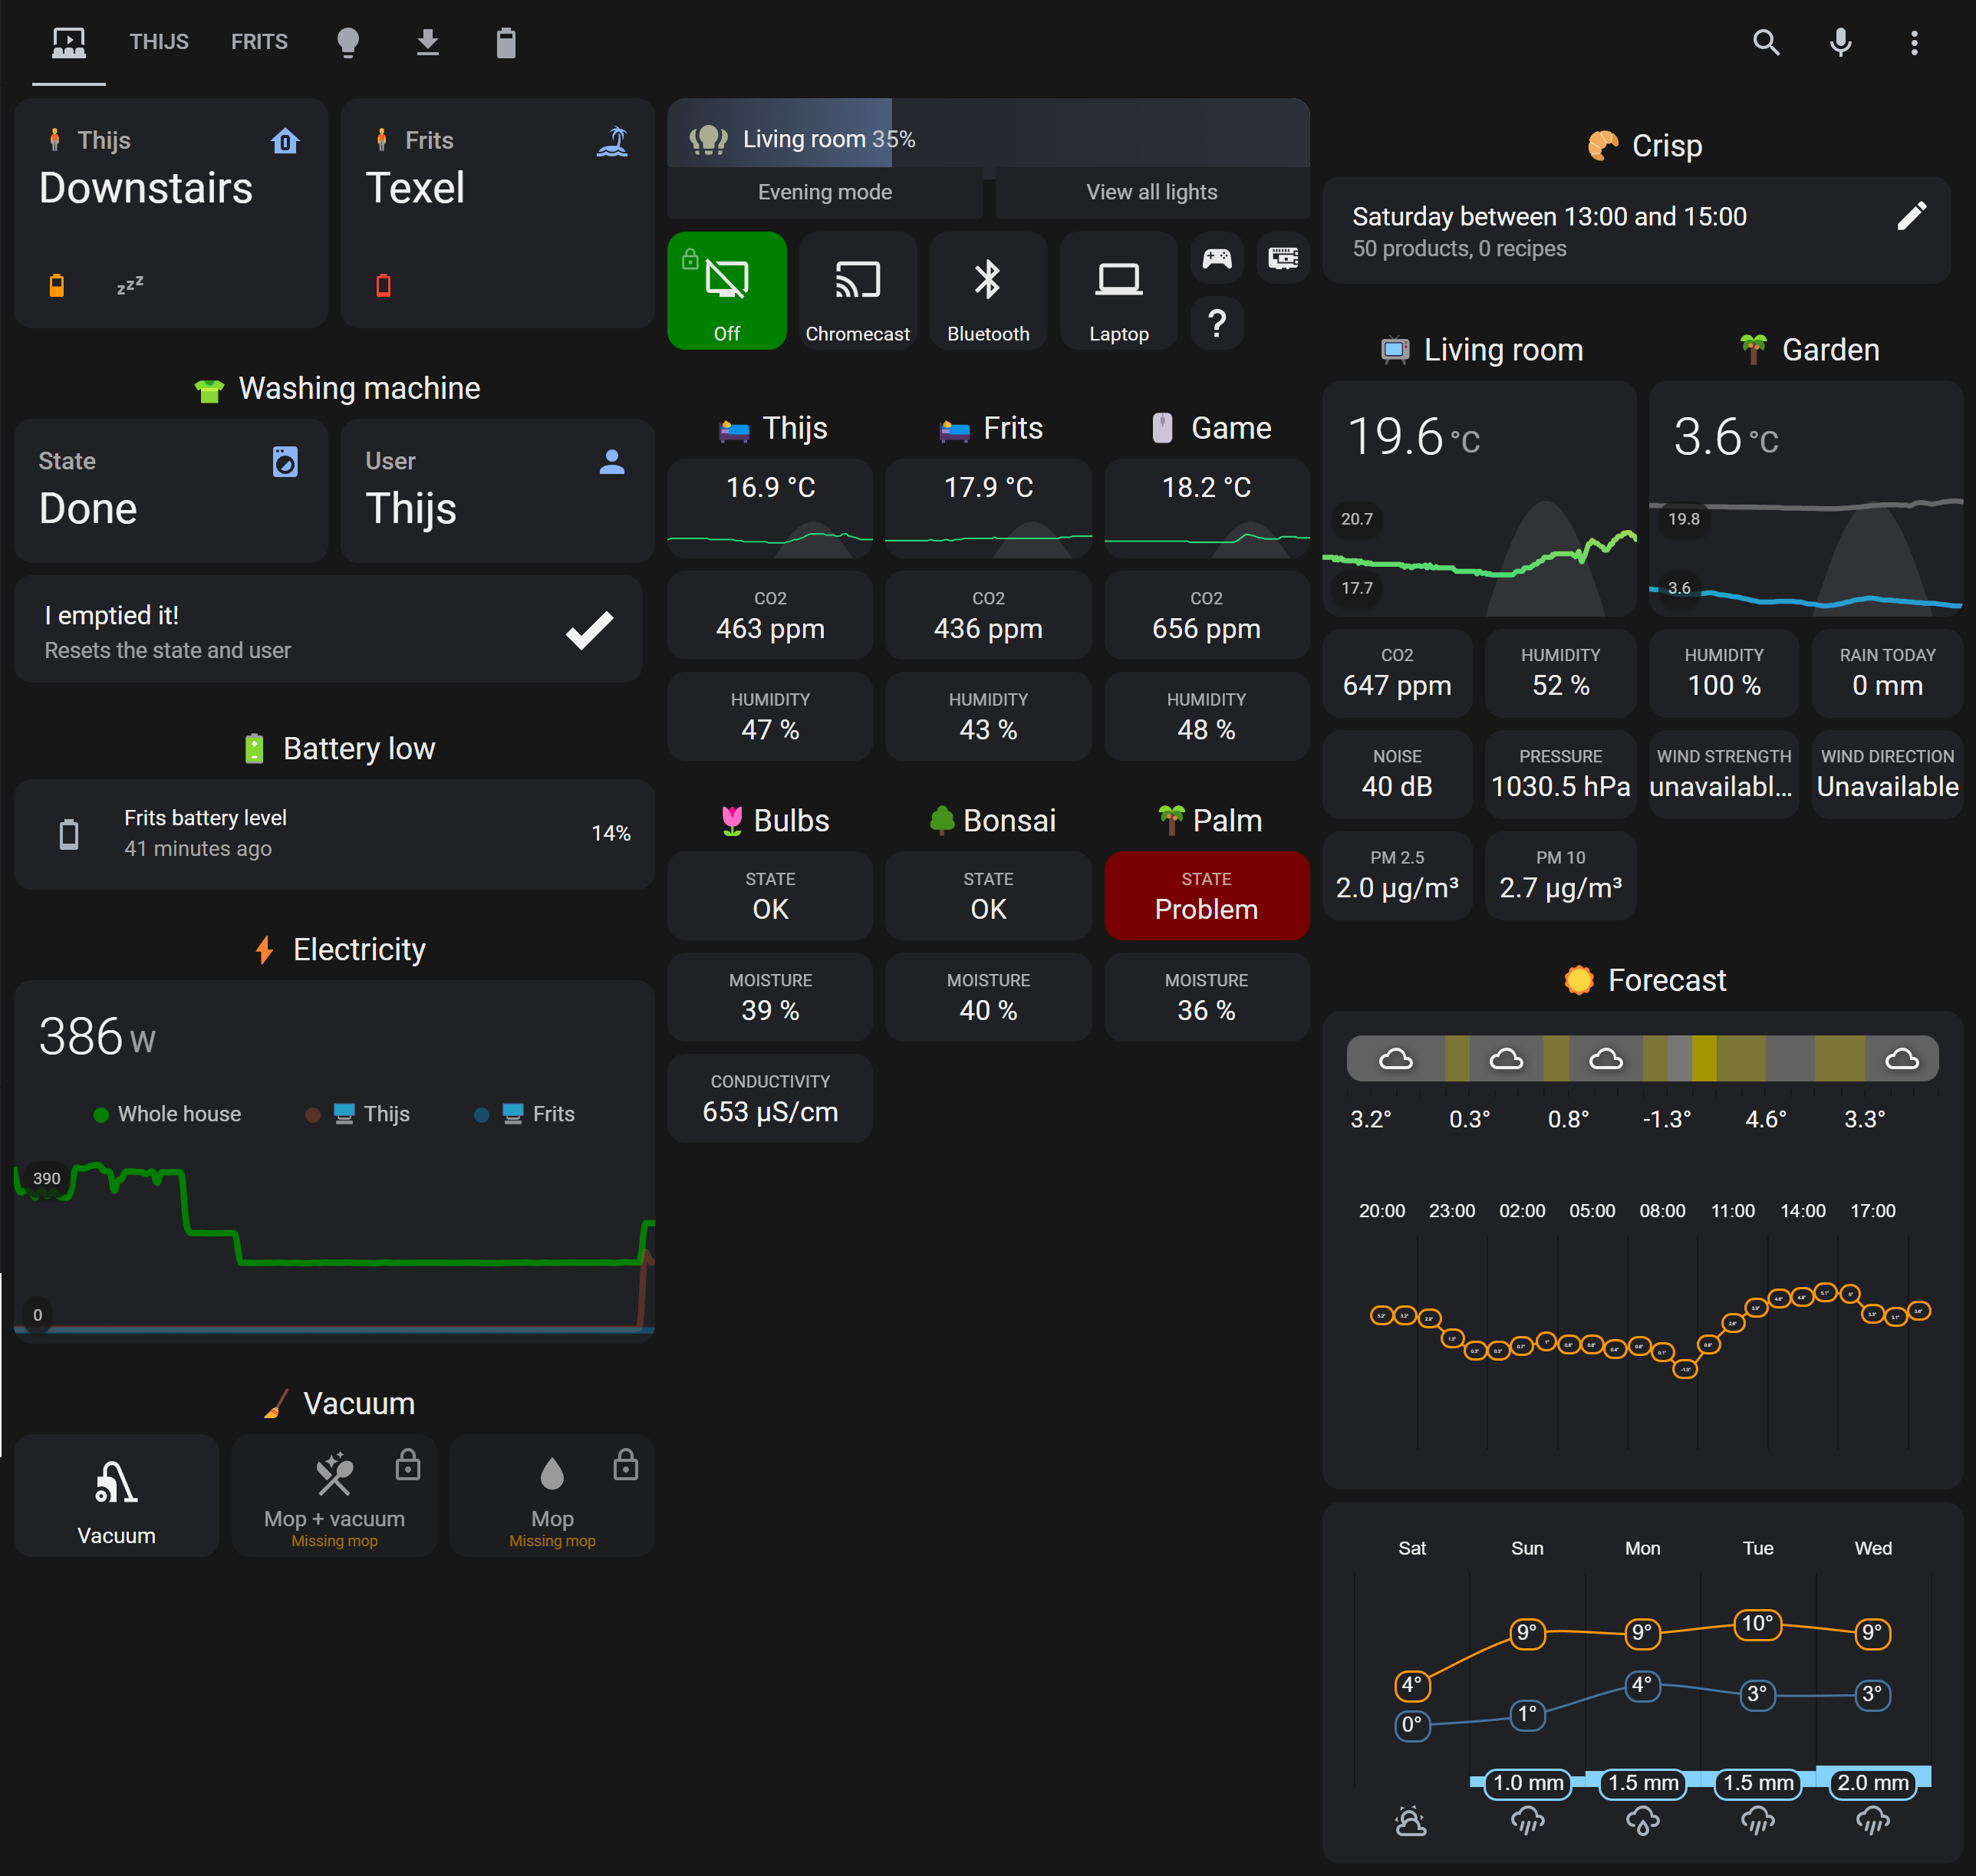 THIJS
FRITS
Thijs
Downstairs
zzz
Frits
Texel
Washing machine
State
Done
User
Thijs
I emptied it!
Resets the state and user
Battery low
Frits battery level
41 minutes ago
14%
Electricity
386 W
Whole house
Thijs
Frits
390
0
Vacuum
Vacuum
Mop + vacuum
Missing mop
Mop
Missing mop
Living room 35%
Evening mode
View all lights
Off
Chromecast
Bluetooth
Laptop
?
Thijs
Frits
Game
16.9 °C
17.9 °C
18.2 °C
CO2
463 ppm
CO2
436 ppm
CO2
656 ppm
HUMIDITY
47 %
HUMIDITY
43 %
HUMIDITY
48 %
Bulbs
Bonsai
Palm
STATE
OK
STATE
OK
STATE
Problem
MOISTURE
39 %
MOISTURE
40 %
MOISTURE
36 %
CONDUCTIVITY
653 µS/cm
Crisp
Saturday between 13:00 and 15:00
50 products, 0 recipes
Living room
Garden
19.6 °C
20.7
17.7
3.6 °C
19.8
3.6
CO2
647 ppm
HUMIDITY
52 %
HUMIDITY
100 %
RAIN TODAY
0 mm
NOISE
40 dB
PRESSURE
1030.5 hPa
WIND STRENGTH
unavailabl...
WIND DIRECTION
Unavailable
PM 2.5
2.0 µg/m³
PM 10
2.7 µg/m³
Forecast
3.2° 0.3° 0.8° -1.3° 4.6° 3.3°
20:00 23:00 02:00 05:00 08:00 11:00 14:00 17:00
Sat Sun Mon Tue Wed
4° 9° 9° 10° 9°
0° 1° 4° 3° 3°
1.0 mm 1.5 mm 1.5 mm 2.0 mm